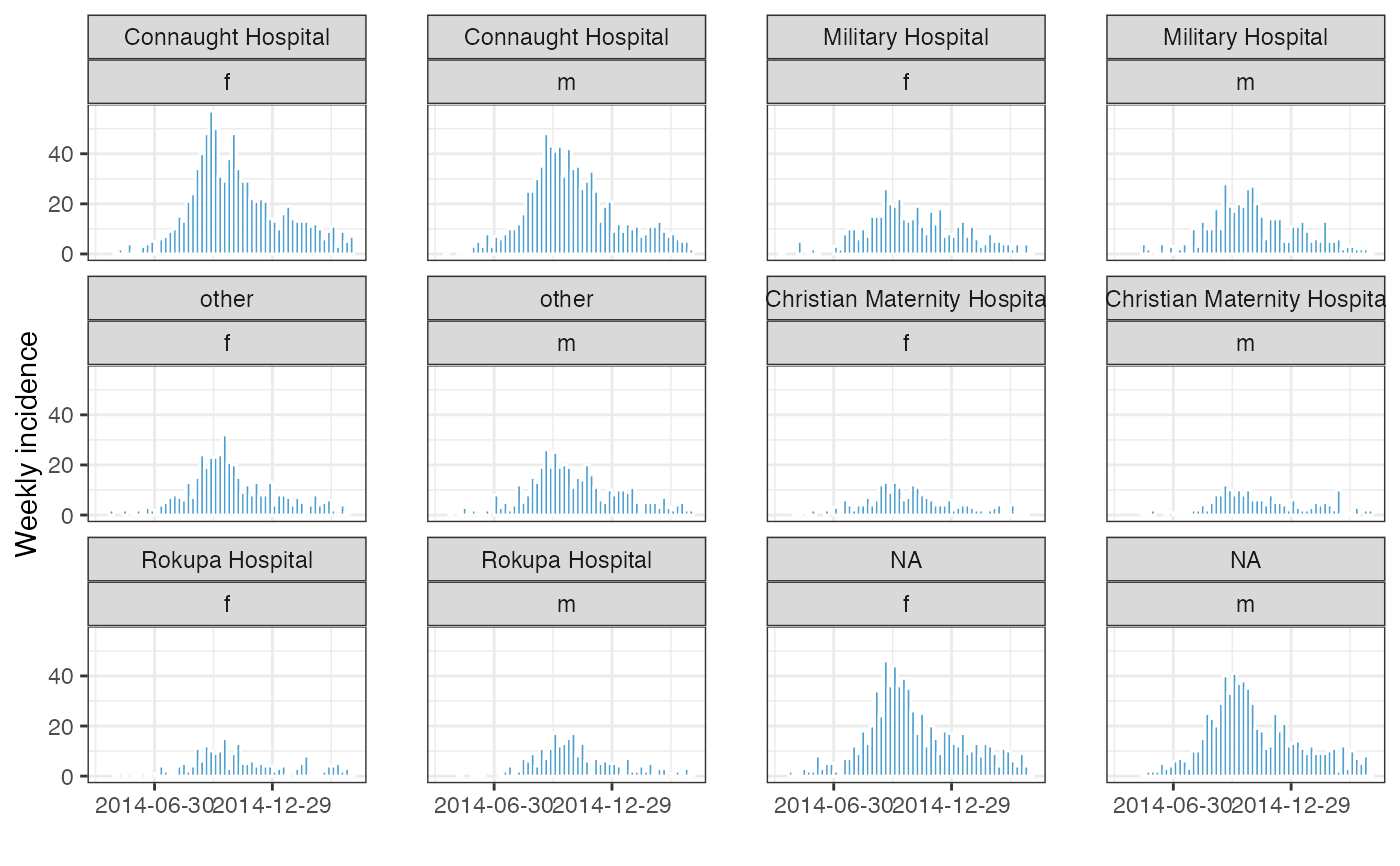 Connaught Hospital Connaught Hospital Military Hospital Military Hospital
f m f m
40
20
0
other other Christian Maternity Hospita Christian Maternity Hospita
f m f m
Weekly incidence
40
20
0
Rokupa Hospital Rokupa Hospital NA NA
f m f m
40
20
0
2014-06-30 2014-12-29 2014-06-30 2014-12-29 2014-06-30 2014-12-29 2014-06-30 2014-12-29